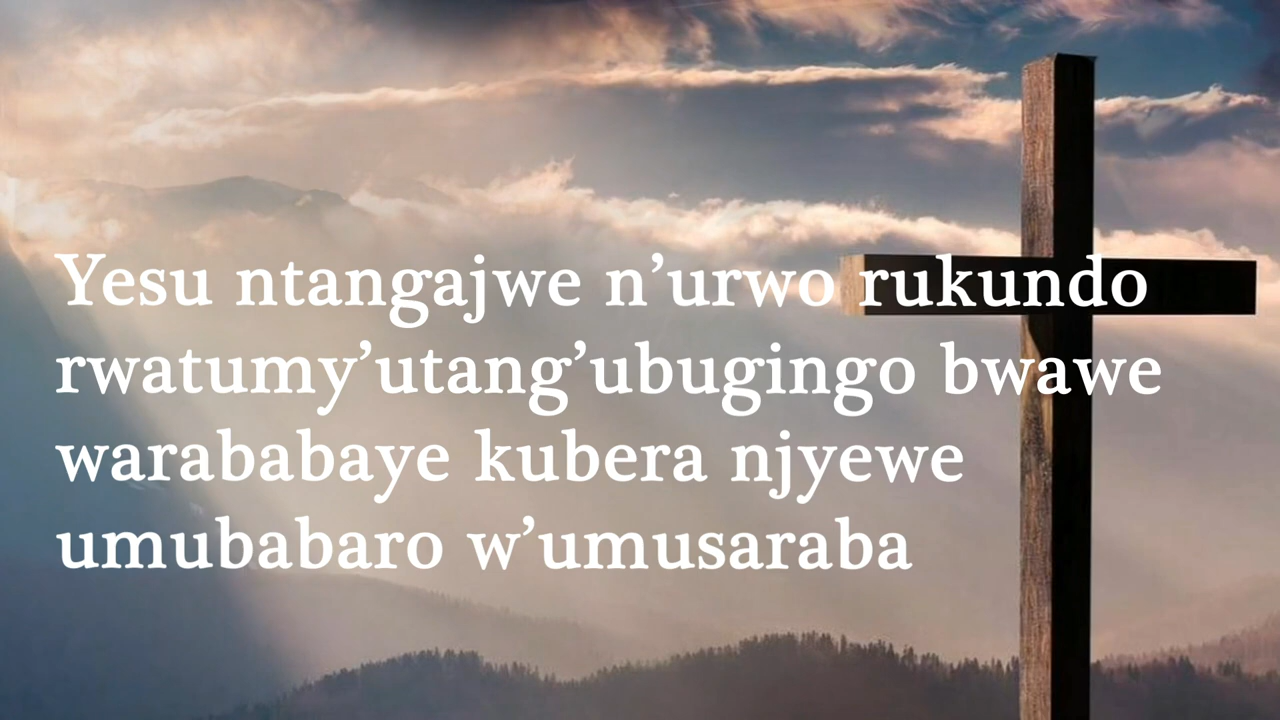 Yesu ntangajwe n’urwo rukundo
rwatumy’utang’ubugingo bwawe
warababaye kubera njyewe
umubabaro w’umusaraba